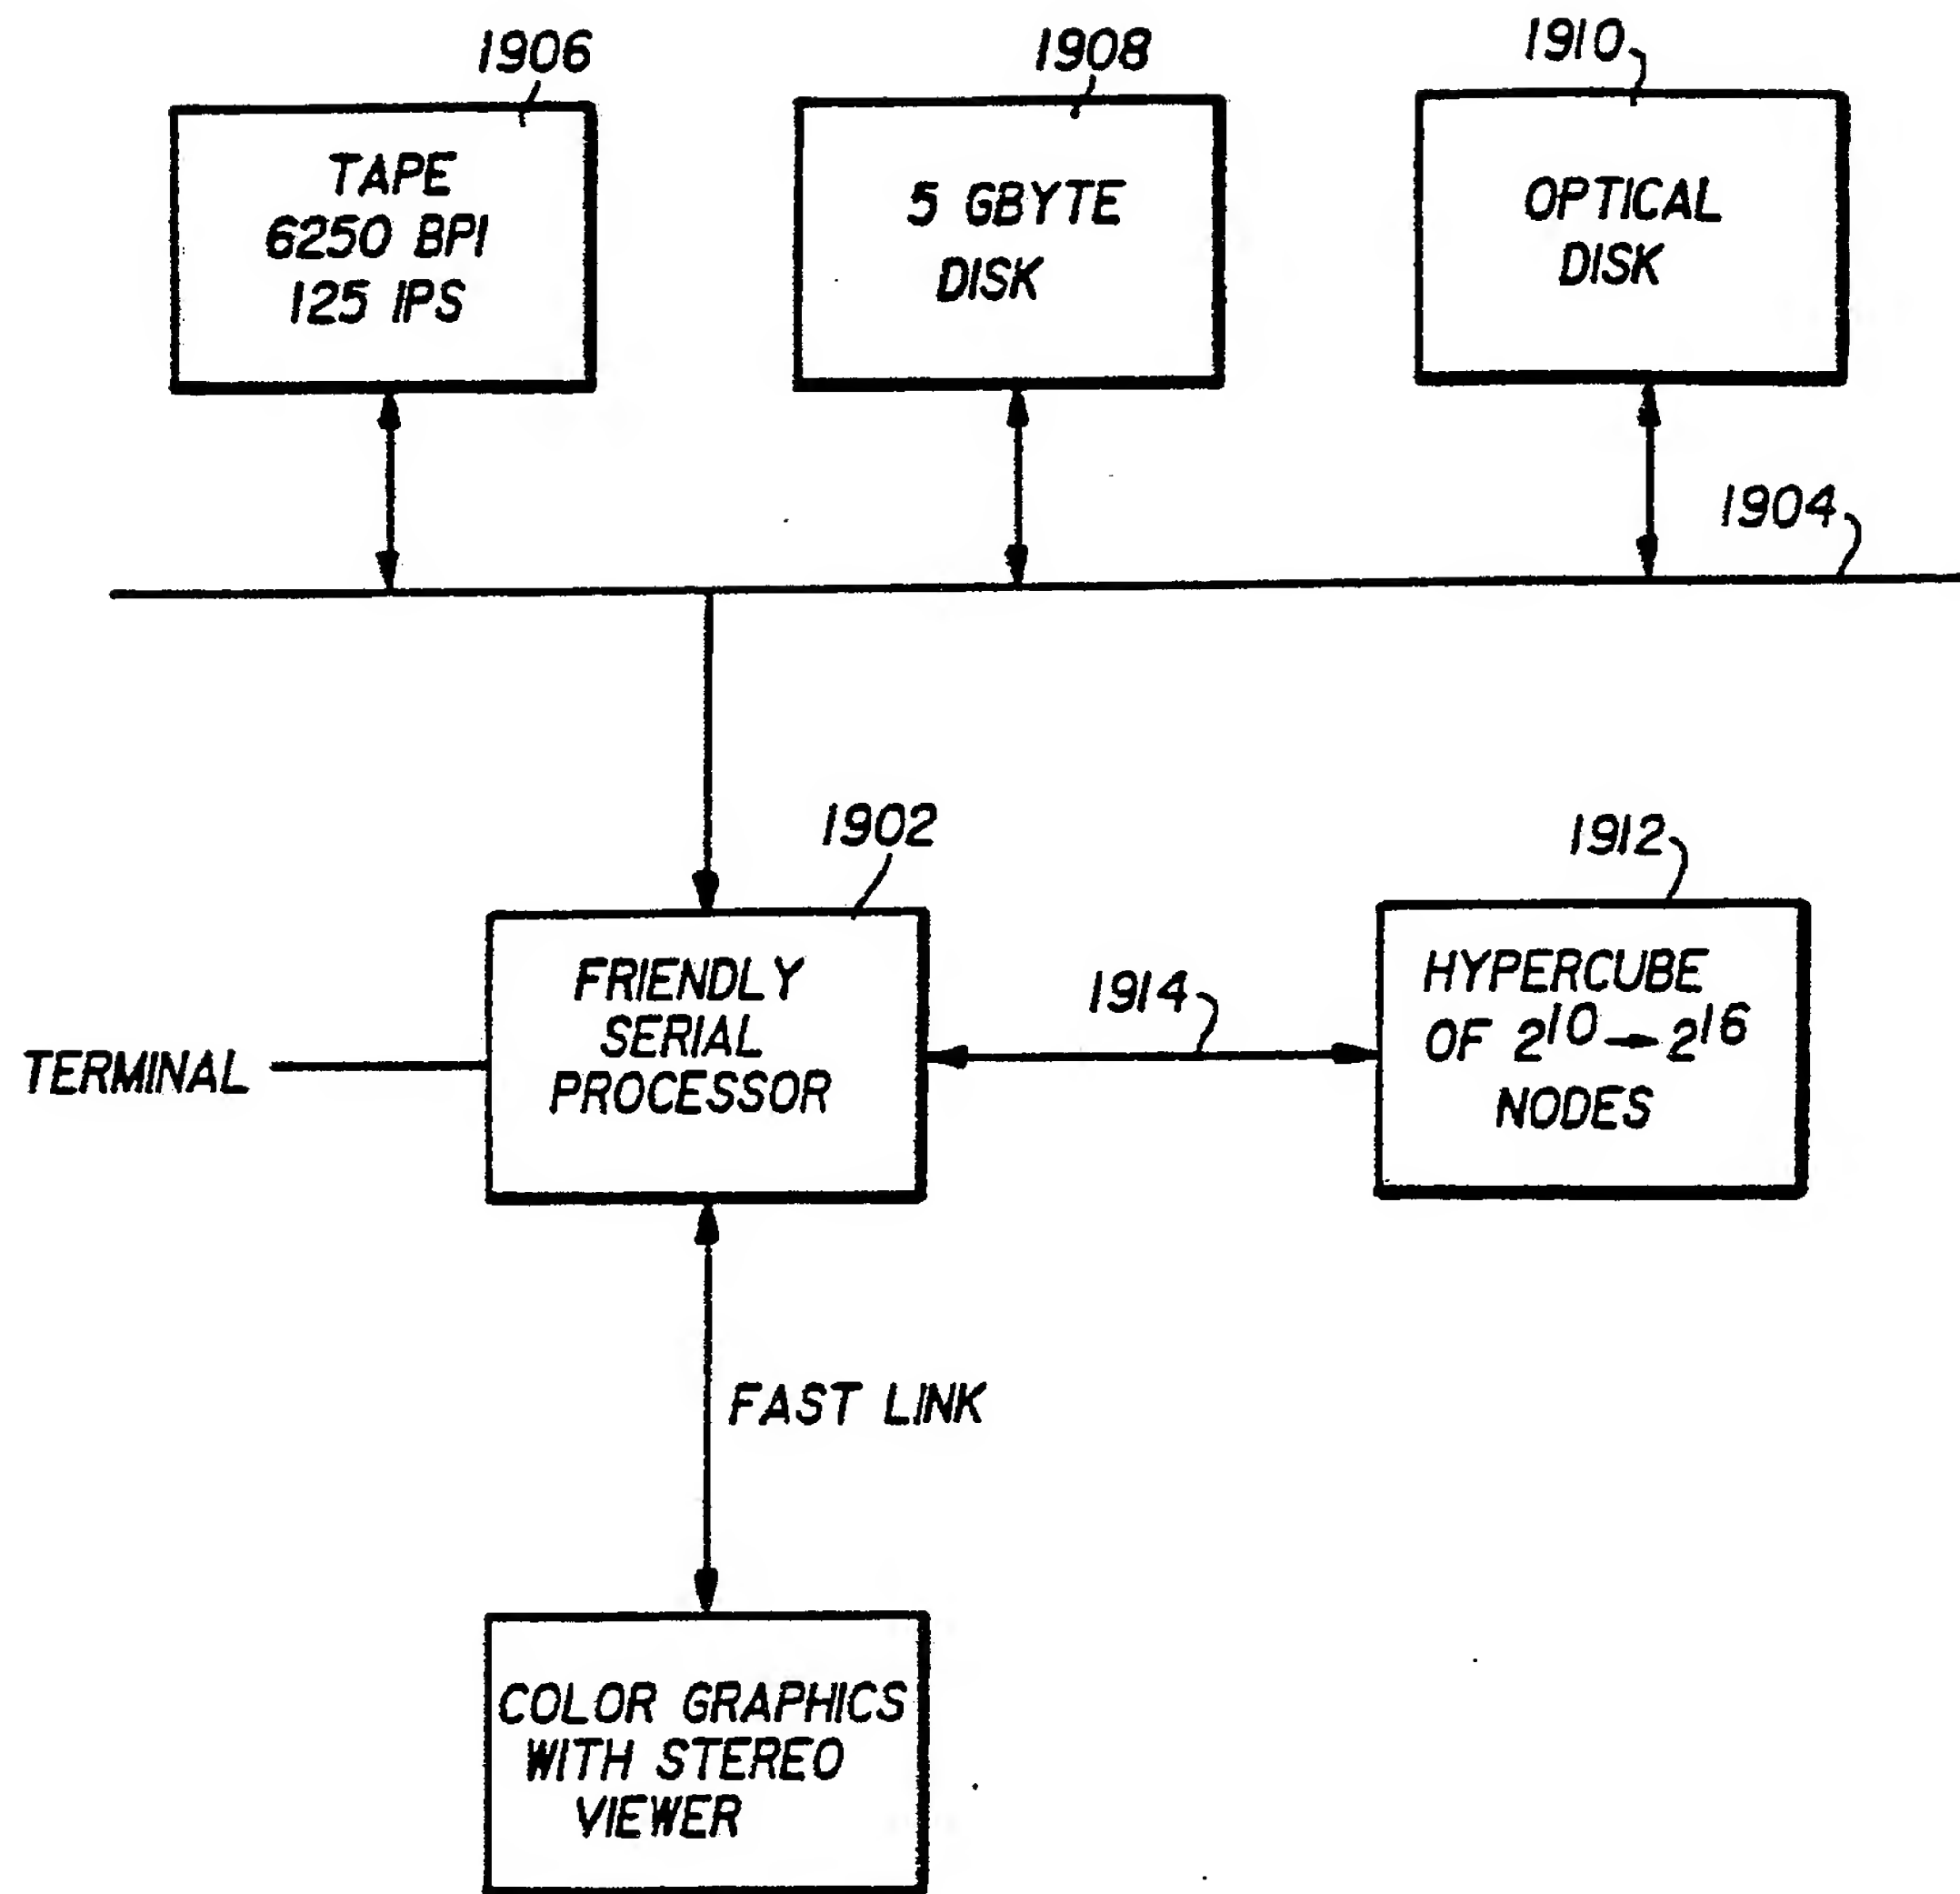 1906
1908
1910
TAPE
6250 BPI
125 IPS
5 GBYTE
DISK
OPTICAL
DISK
1904
1902
1912
FRIENDLY
SERIAL
PROCESSOR
TERMINAL
1914
HYPERCUBE
OF 2^10 → 2^16
NODES
FAST LINK
COLOR GRAPHICS
WITH STEREO
VIEWER